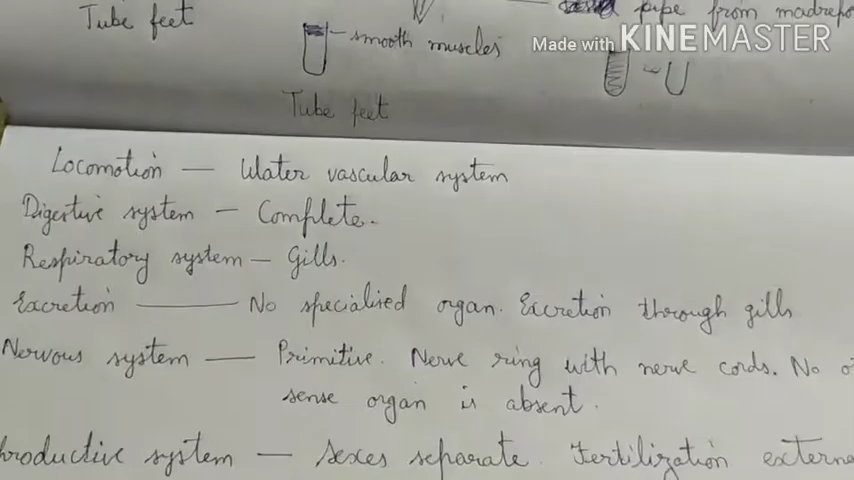 Tube feet
pipe from madrepo
smooth muscles
Made with KINEMASTER
Tube feet
Locomotion — Water vascular system
Digestive system – Complete.
Respiratory system – Gills.
Excretion — No specialised organ. Excretion through gills
Nervous system — Primitive. Nerve ring with nerve cords. No
sense organ is absent.
productive system — Sexes separate. Fertilization externa